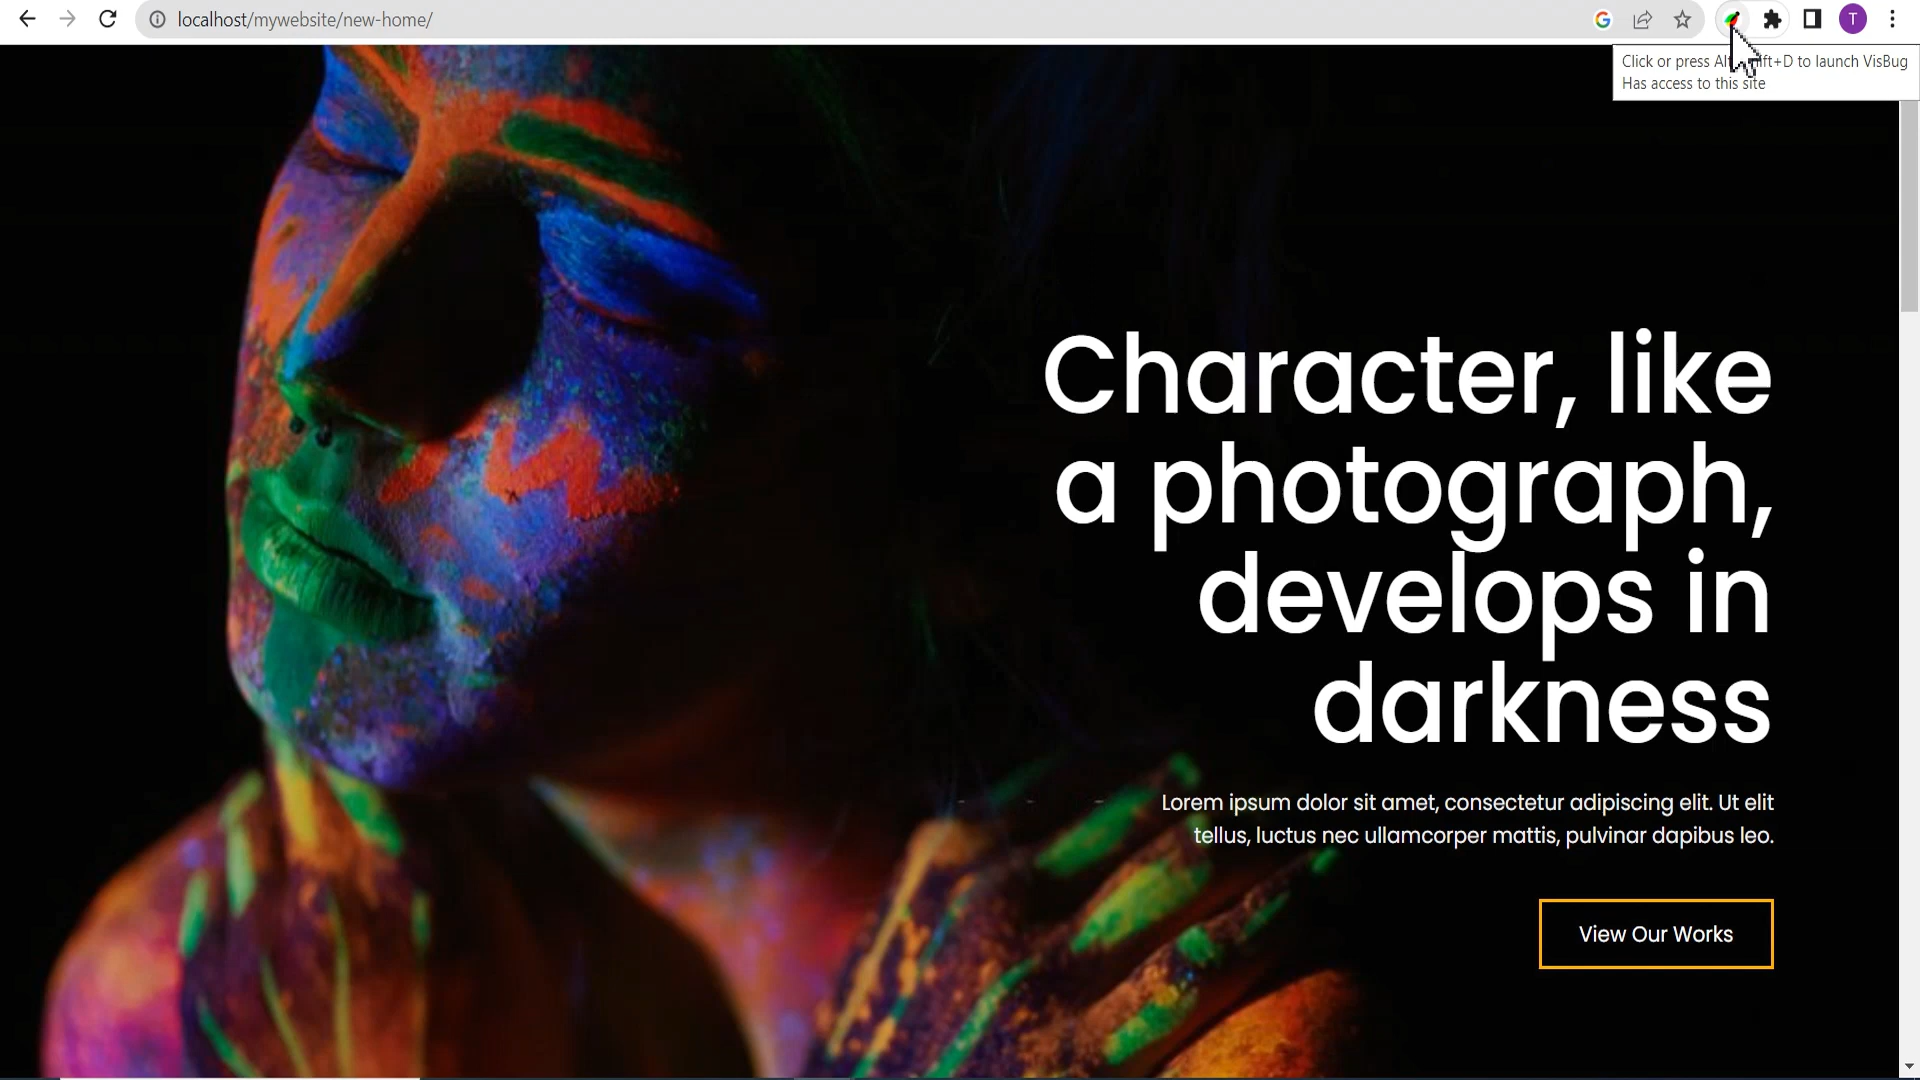 localhost/mywebsite/new-home/
T
Click or press Alt ift+D to launch VisBug
Has access to this site
Character, like
a photograph,
develops in
darkness
Lorem ipsum dolor sit amet, consectetur adipiscing elit. Ut elit
tellus, luctus nec ullamcorper mattis, pulvinar dapibus leo.
View Our Works